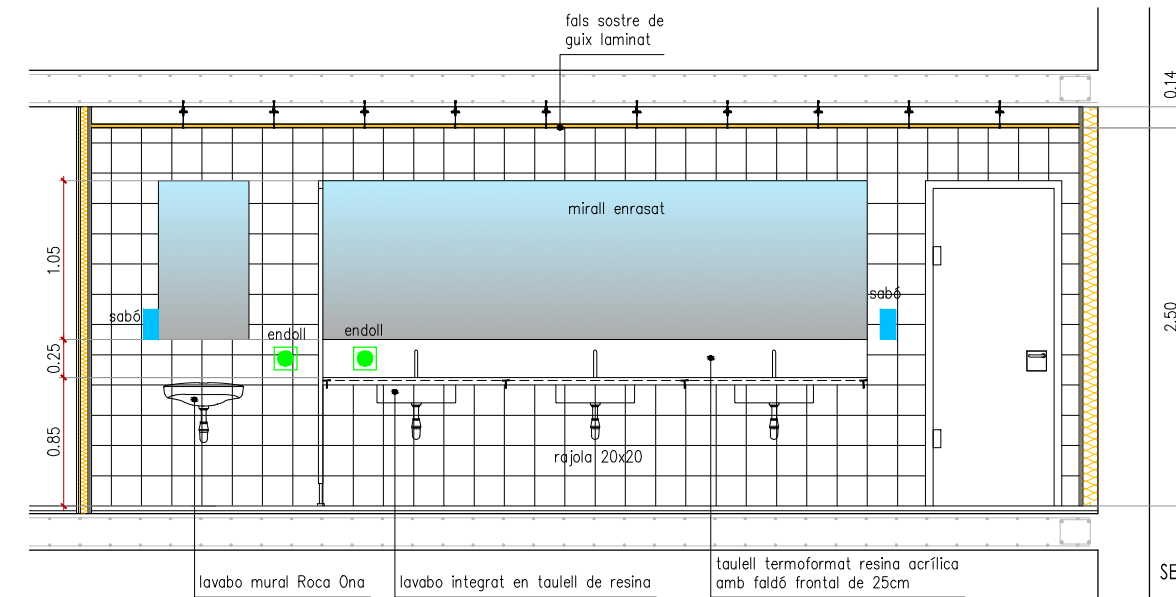 fals sostre de
guix laminat
0.14
mirall enrasat
1.05
sabó
sabó
endoll
endoll
2.50
0.25
0.85
rajola 20x20
lavabo mural Roca Ona
lavabo integrat en taulell de resina
taulell termoformat resina acrílica
amb faldó frontal de 25cm